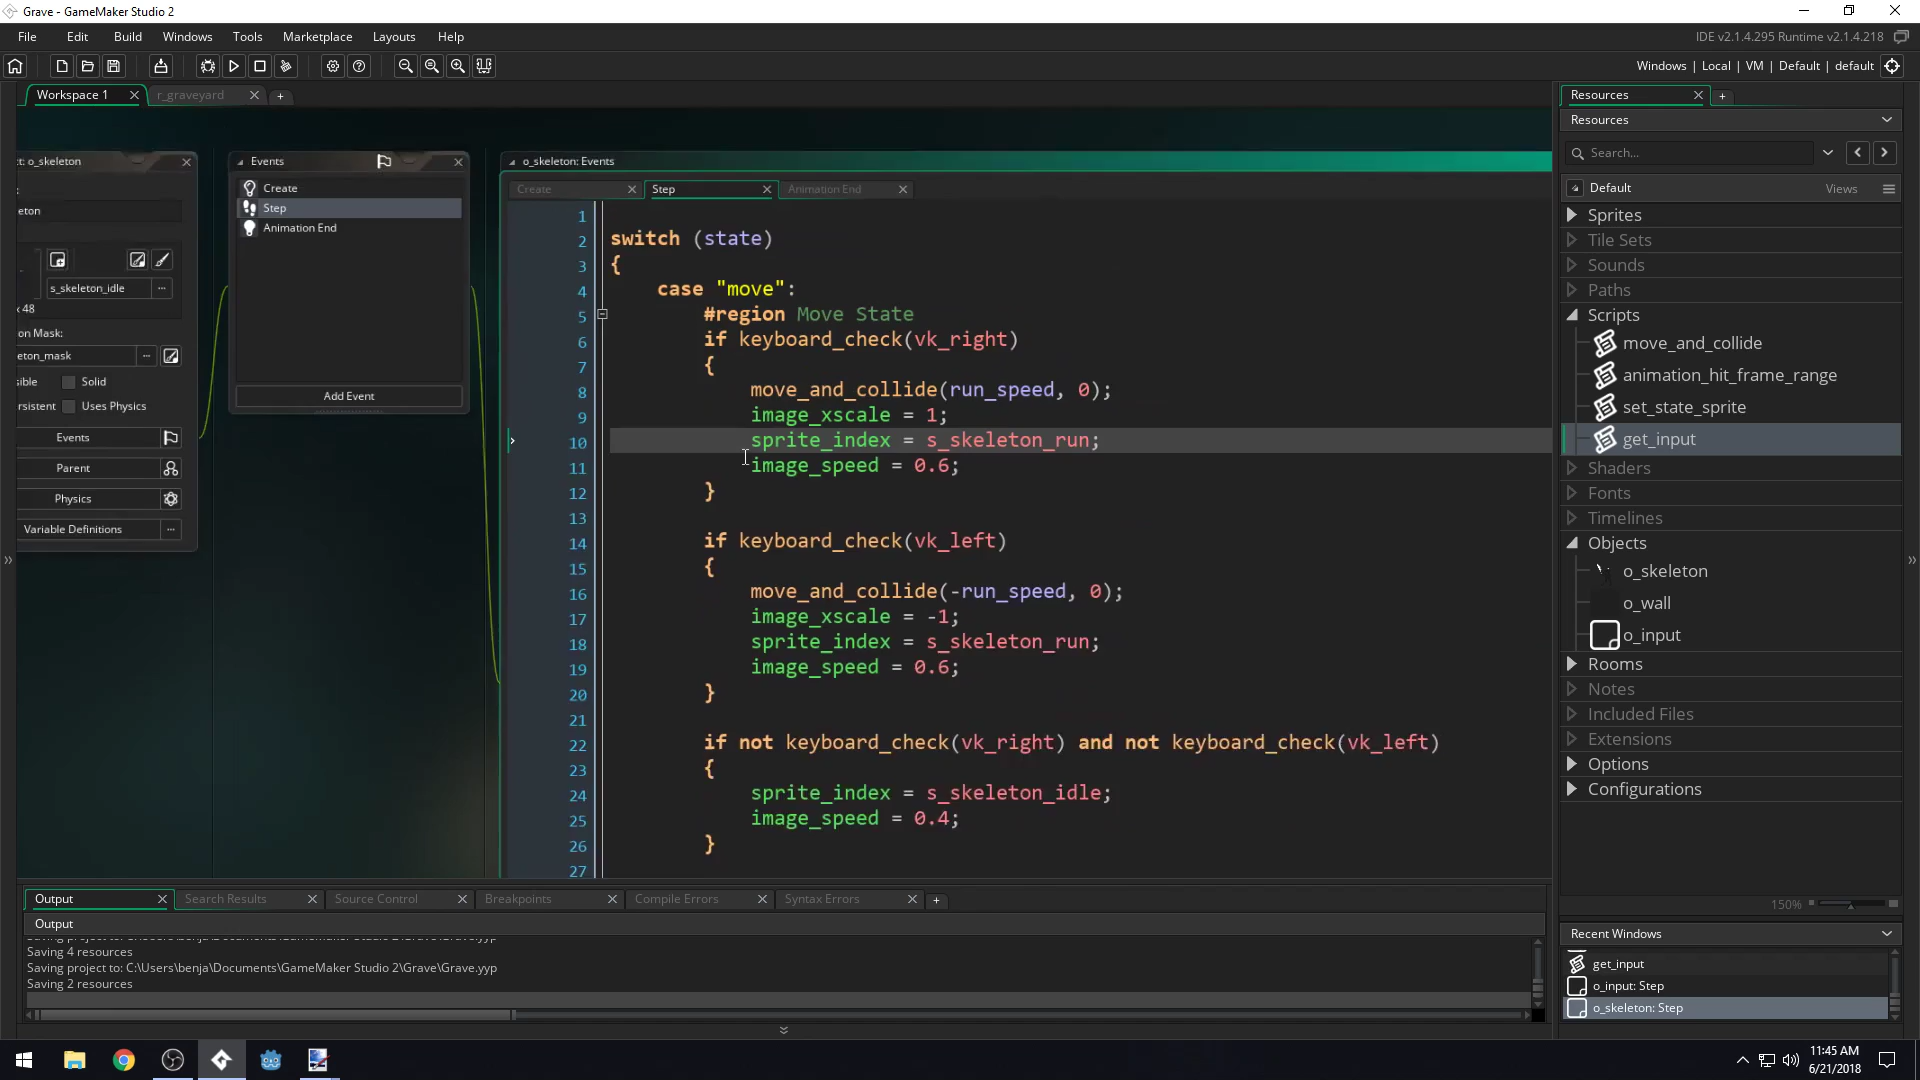 Grave - GameMaker Studio 2
File Edit Build Windows Tools Marketplace Layouts Help
IDE v2.1.4.295 Runtime v2.1.4.218
Windows | Local | VM | Default | default
Workspace 1
r_graveyard
Resources
Resources
Search...
Default
Views
Sprites
Tile Sets
Sounds
Paths
Scripts
move_and_collide
animation_hit_frame_range
set_state_sprite
get_input
Shaders
Fonts
Timelines
Objects
o_skeleton
o_wall
o_input
Rooms
Notes
Included Files
Extensions
Options
Configurations
150%
Recent Windows
get_input
o_input: Step
o_skeleton: Step
t: o_skeleton
eton
s_skeleton_idle
x 48
on Mask:
eton_mask
ible
Solid
rsistent
Uses Physics
Events
Parent
Physics
Variable Definitions
Events
Create
Step
Animation End
Add Event
o_skeleton: Events
Create
Step
Animation End
1
2 switch (state)
3 {
4 case "move":
5 #region Move State
6 if keyboard_check(vk_right)
7 {
8 move_and_collide(run_speed, 0);
9 image_xscale = 1;
10 sprite_index = s_skeleton_run;
11 image_speed = 0.6;
12 }
13
14 if keyboard_check(vk_left)
15 {
16 move_and_collide(-run_speed, 0);
17 image_xscale = -1;
18 sprite_index = s_skeleton_run;
19 image_speed = 0.6;
20 }
21
22 if not keyboard_check(vk_right) and not keyboard_check(vk_left)
23 {
24 sprite_index = s_skeleton_idle;
25 image_speed = 0.4;
26 }
27
Output
Search Results
Source Control
Breakpoints
Compile Errors
Syntax Errors
Output
Saving 4 resources
Saving project to: C:\Users\benja\Documents\GameMaker Studio 2\Grave\Grave.yyp
Saving 2 resources
11:45 AM
6/21/2018